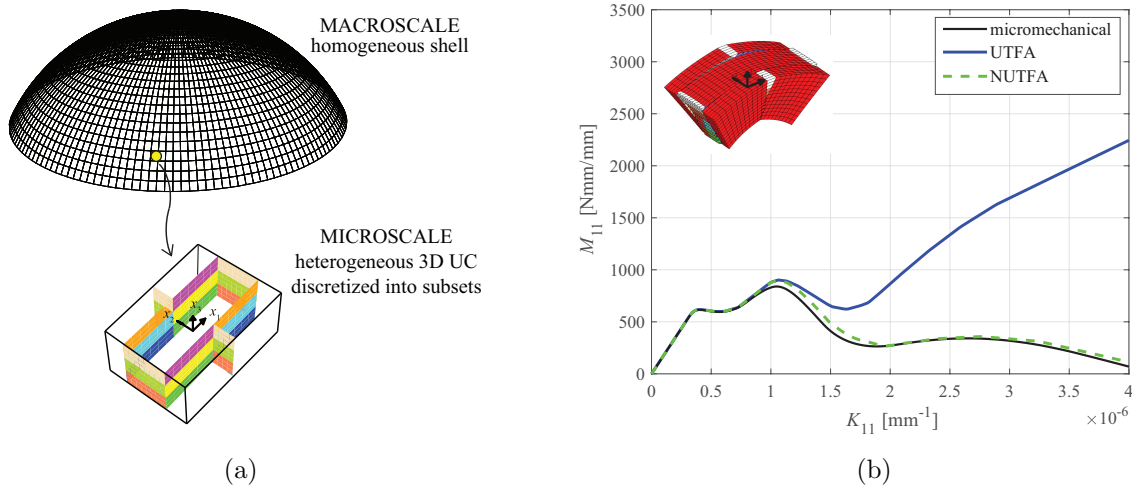 MACROSCALE
homogeneous shell
MICROSCALE
heterogeneous 3D UC
discretized into subsets
x₂
x₃
x₁
(a)
3500
3000
2500
2000
1500
1000
500
0
M₁₁ [Nmm/mm]
micromechanical
UTFA
NUTFA
0 0.5 1 1.5 2 2.5 3 3.5 4
K₁₁ [mm⁻¹]
×10⁻⁶
(b)